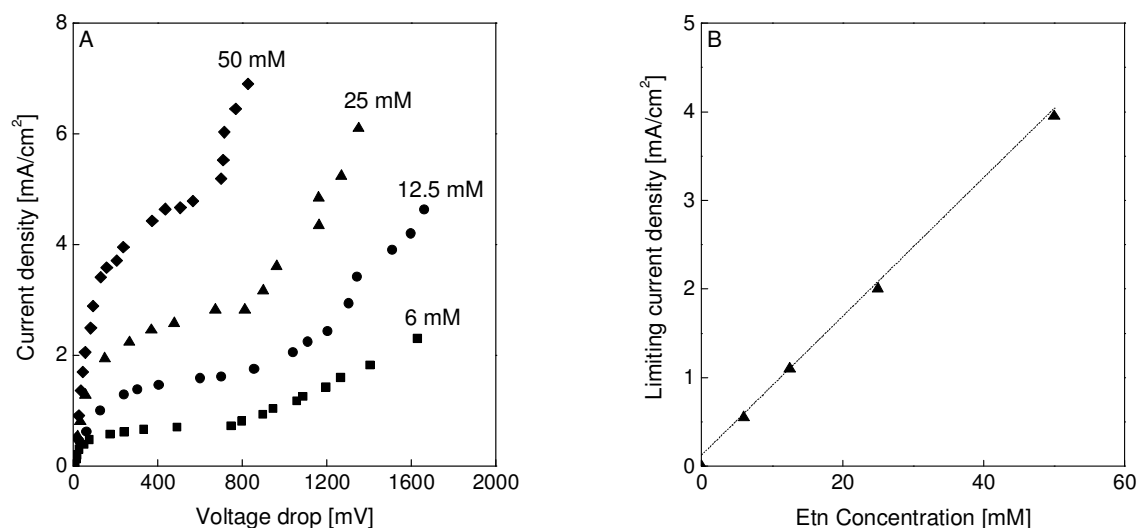 A
50 mM
25 mM
12.5 mM
6 mM
8
6
4
2
0
0 400 800 1200 1600 2000
Current density [mA/cm²]
Voltage drop [mV]
B
5
4
3
2
1
0
0 20 40 60
Limiting current density [mA/cm²]
Etn Concentration [mM]